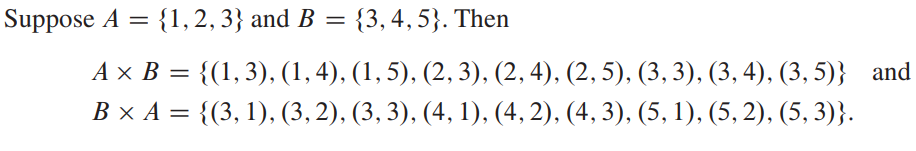 Suppose A = {1, 2, 3} and B = {3, 4, 5}. Then
A × B = {(1, 3), (1, 4), (1, 5), (2, 3), (2, 4), (2, 5), (3, 3), (3, 4), (3, 5)} and
B × A = {(3, 1), (3, 2), (3, 3), (4, 1), (4, 2), (4, 3), (5, 1), (5, 2), (5, 3)}.